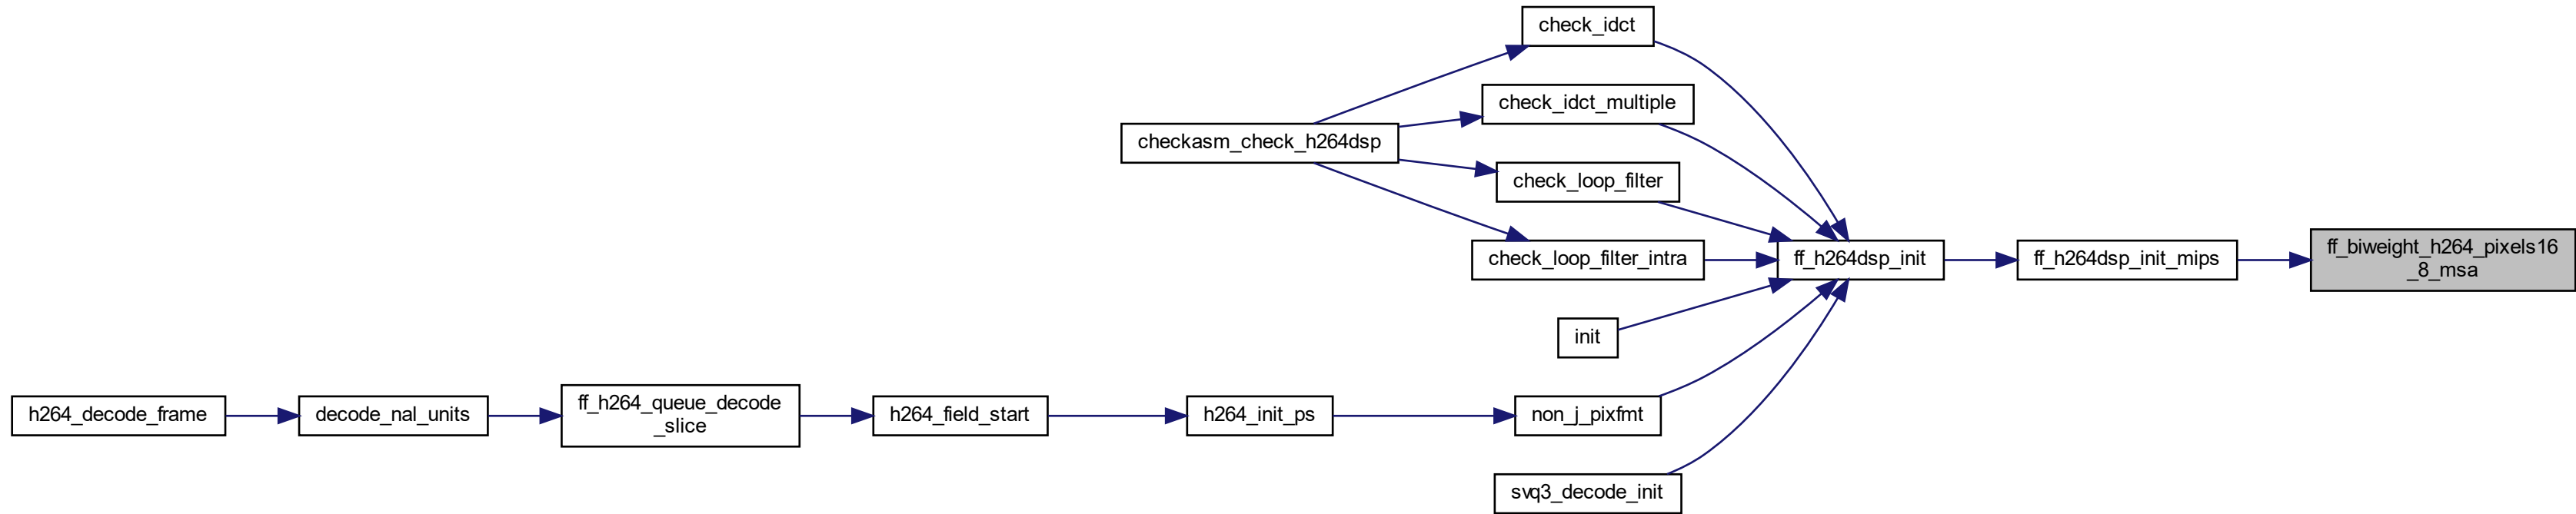 check_idct
check_idct_multiple
checkasm_check_h264dsp
check_loop_filter
ff_biweight_h264_pixels16
_8_msa
check_loop_filter_intra
ff_h264dsp_init
ff_h264dsp_init_mips
init
h264_decode_frame
decode_nal_units
ff_h264_queue_decode
_slice
h264_field_start
h264_init_ps
non_j_pixfmt
svq3_decode_init